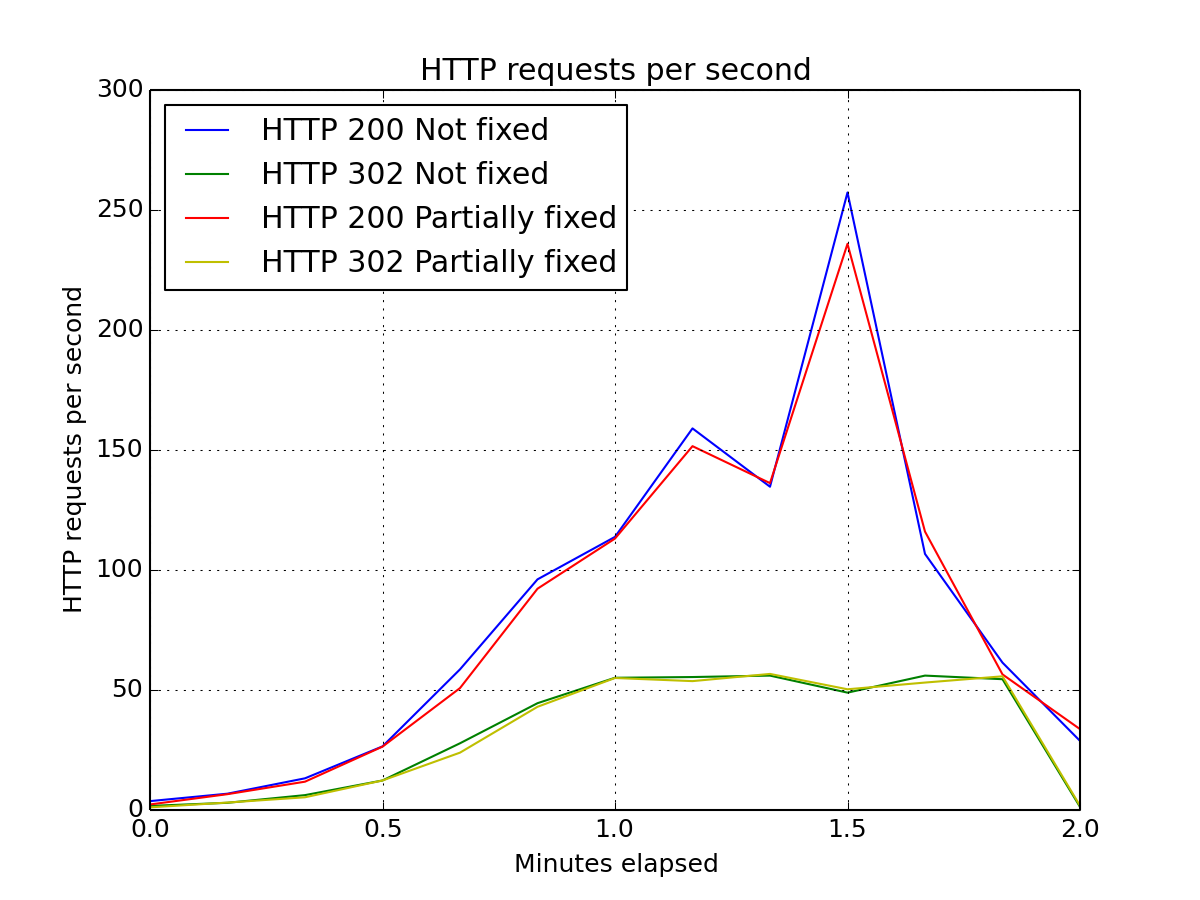 HTTP requests per second
300
250
200
150
100
50
0
HTTP requests per second
HTTP 200 Not fixed
HTTP 302 Not fixed
HTTP 200 Partially fixed
HTTP 302 Partially fixed
0.0 0.5 1.0 1.5 2.0
Minutes elapsed